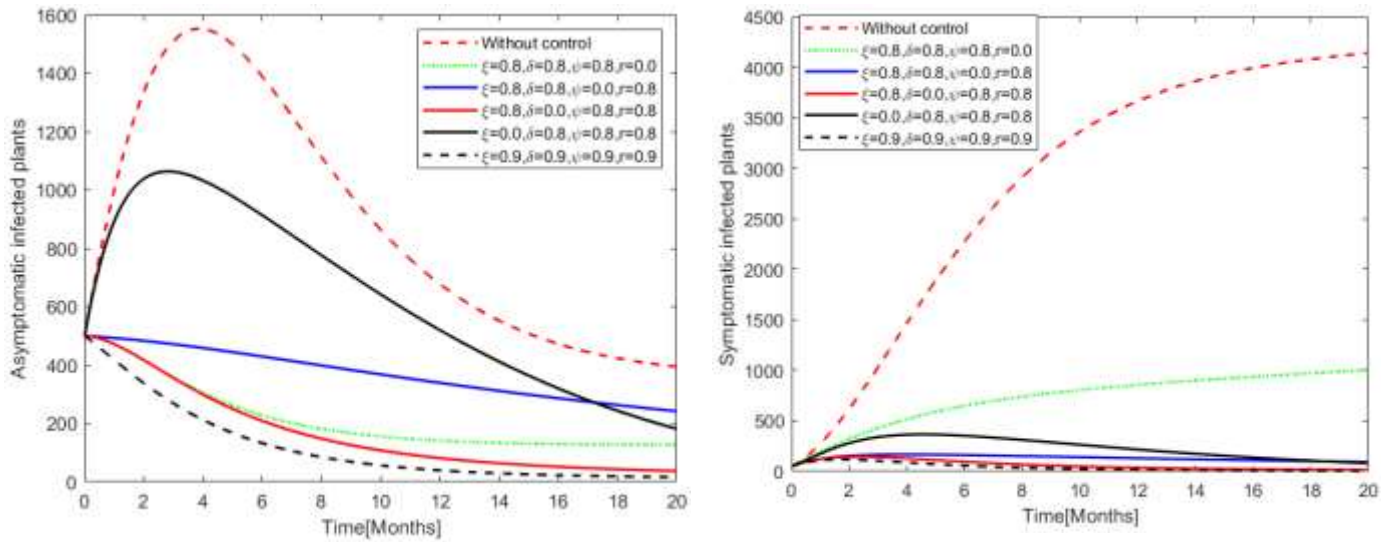 1600
1400
1200
1000
800
600
400
200
0
Asymptomatic infected plants
Without control
ξ=0.8,δ=0.8,ψ=0.8,r=0.0
ξ=0.8,δ=0.8,ψ=0.0,r=0.8
ξ=0.8,δ=0.0,ψ=0.8,r=0.8
ξ=0.0,δ=0.8,ψ=0.8,r=0.8
ξ=0.9,δ=0.9,ψ=0.9,r=0.9
0 2 4 6 8 10 12 14 16 18 20
Time[Months]
4500
4000
3500
3000
2500
2000
1500
1000
500
0
Symptomatic infected plants
Without control
ξ=0.8,δ=0.8,ψ=0.8,r=0.0
ξ=0.8,δ=0.8,ψ=0.0,r=0.8
ξ=0.8,δ=0.0,ψ=0.8,r=0.8
ξ=0.0,δ=0.8,ψ=0.8,r=0.8
ξ=0.9,δ=0.9,ψ=0.9,r=0.9
0 2 4 6 8 10 12 14 16 18 20
Time[Months]